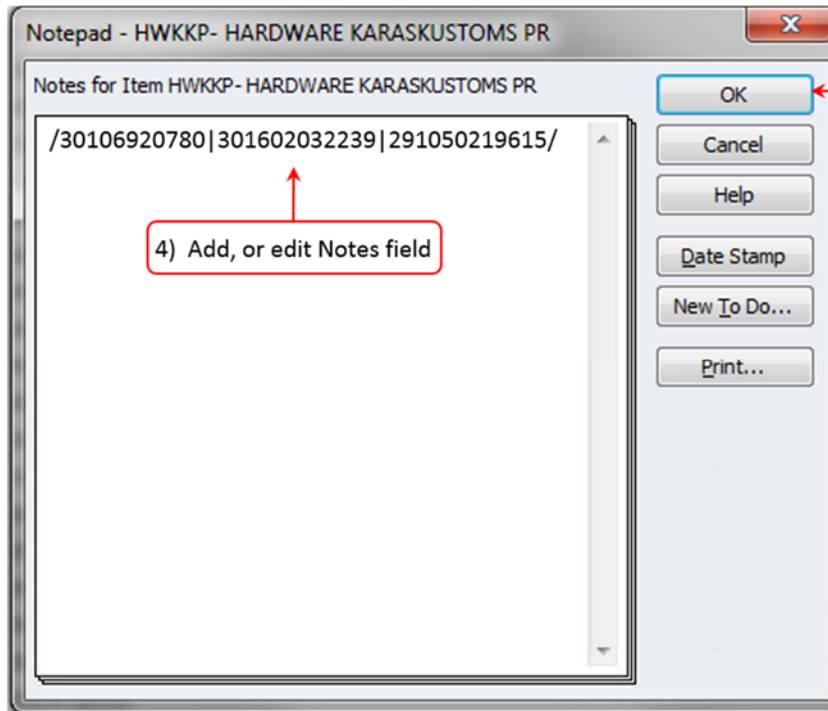 Notepad - HWKKP- HARDWARE KARASKUSTOMS PR
Notes for Item HWKKP- HARDWARE KARASKUSTOMS PR
/30106920780|301602032239|291050219615/
4) Add, or edit Notes field
OK
Cancel
Help
Date Stamp
New To Do...
Print...